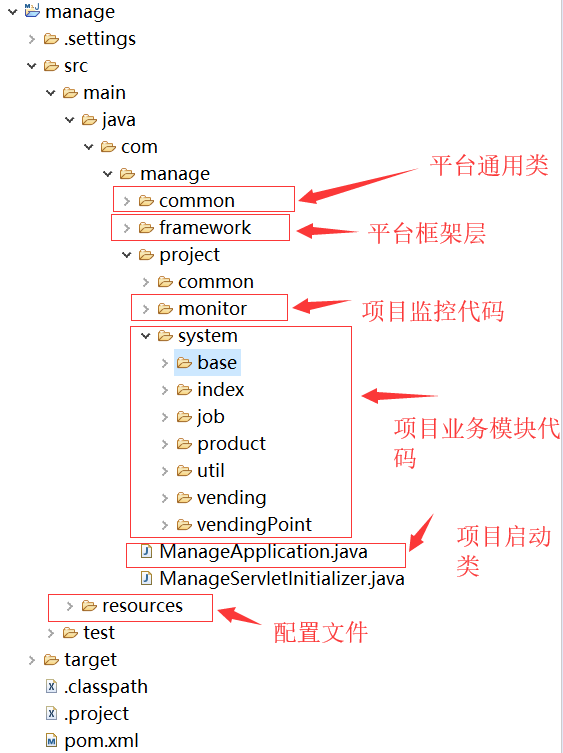 manage
.settings
src
main
java
com
manage
common
平台通用类
framework
平台框架层
project
common
monitor
项目监控代码
system
base
index
job
项目业务模块代
码
product
util
vending
vendingPoint
ManageApplication.java
项目启动
类
ManageServletInitializer.java
resources
配置文件
test
target
.classpath
.project
pom.xml